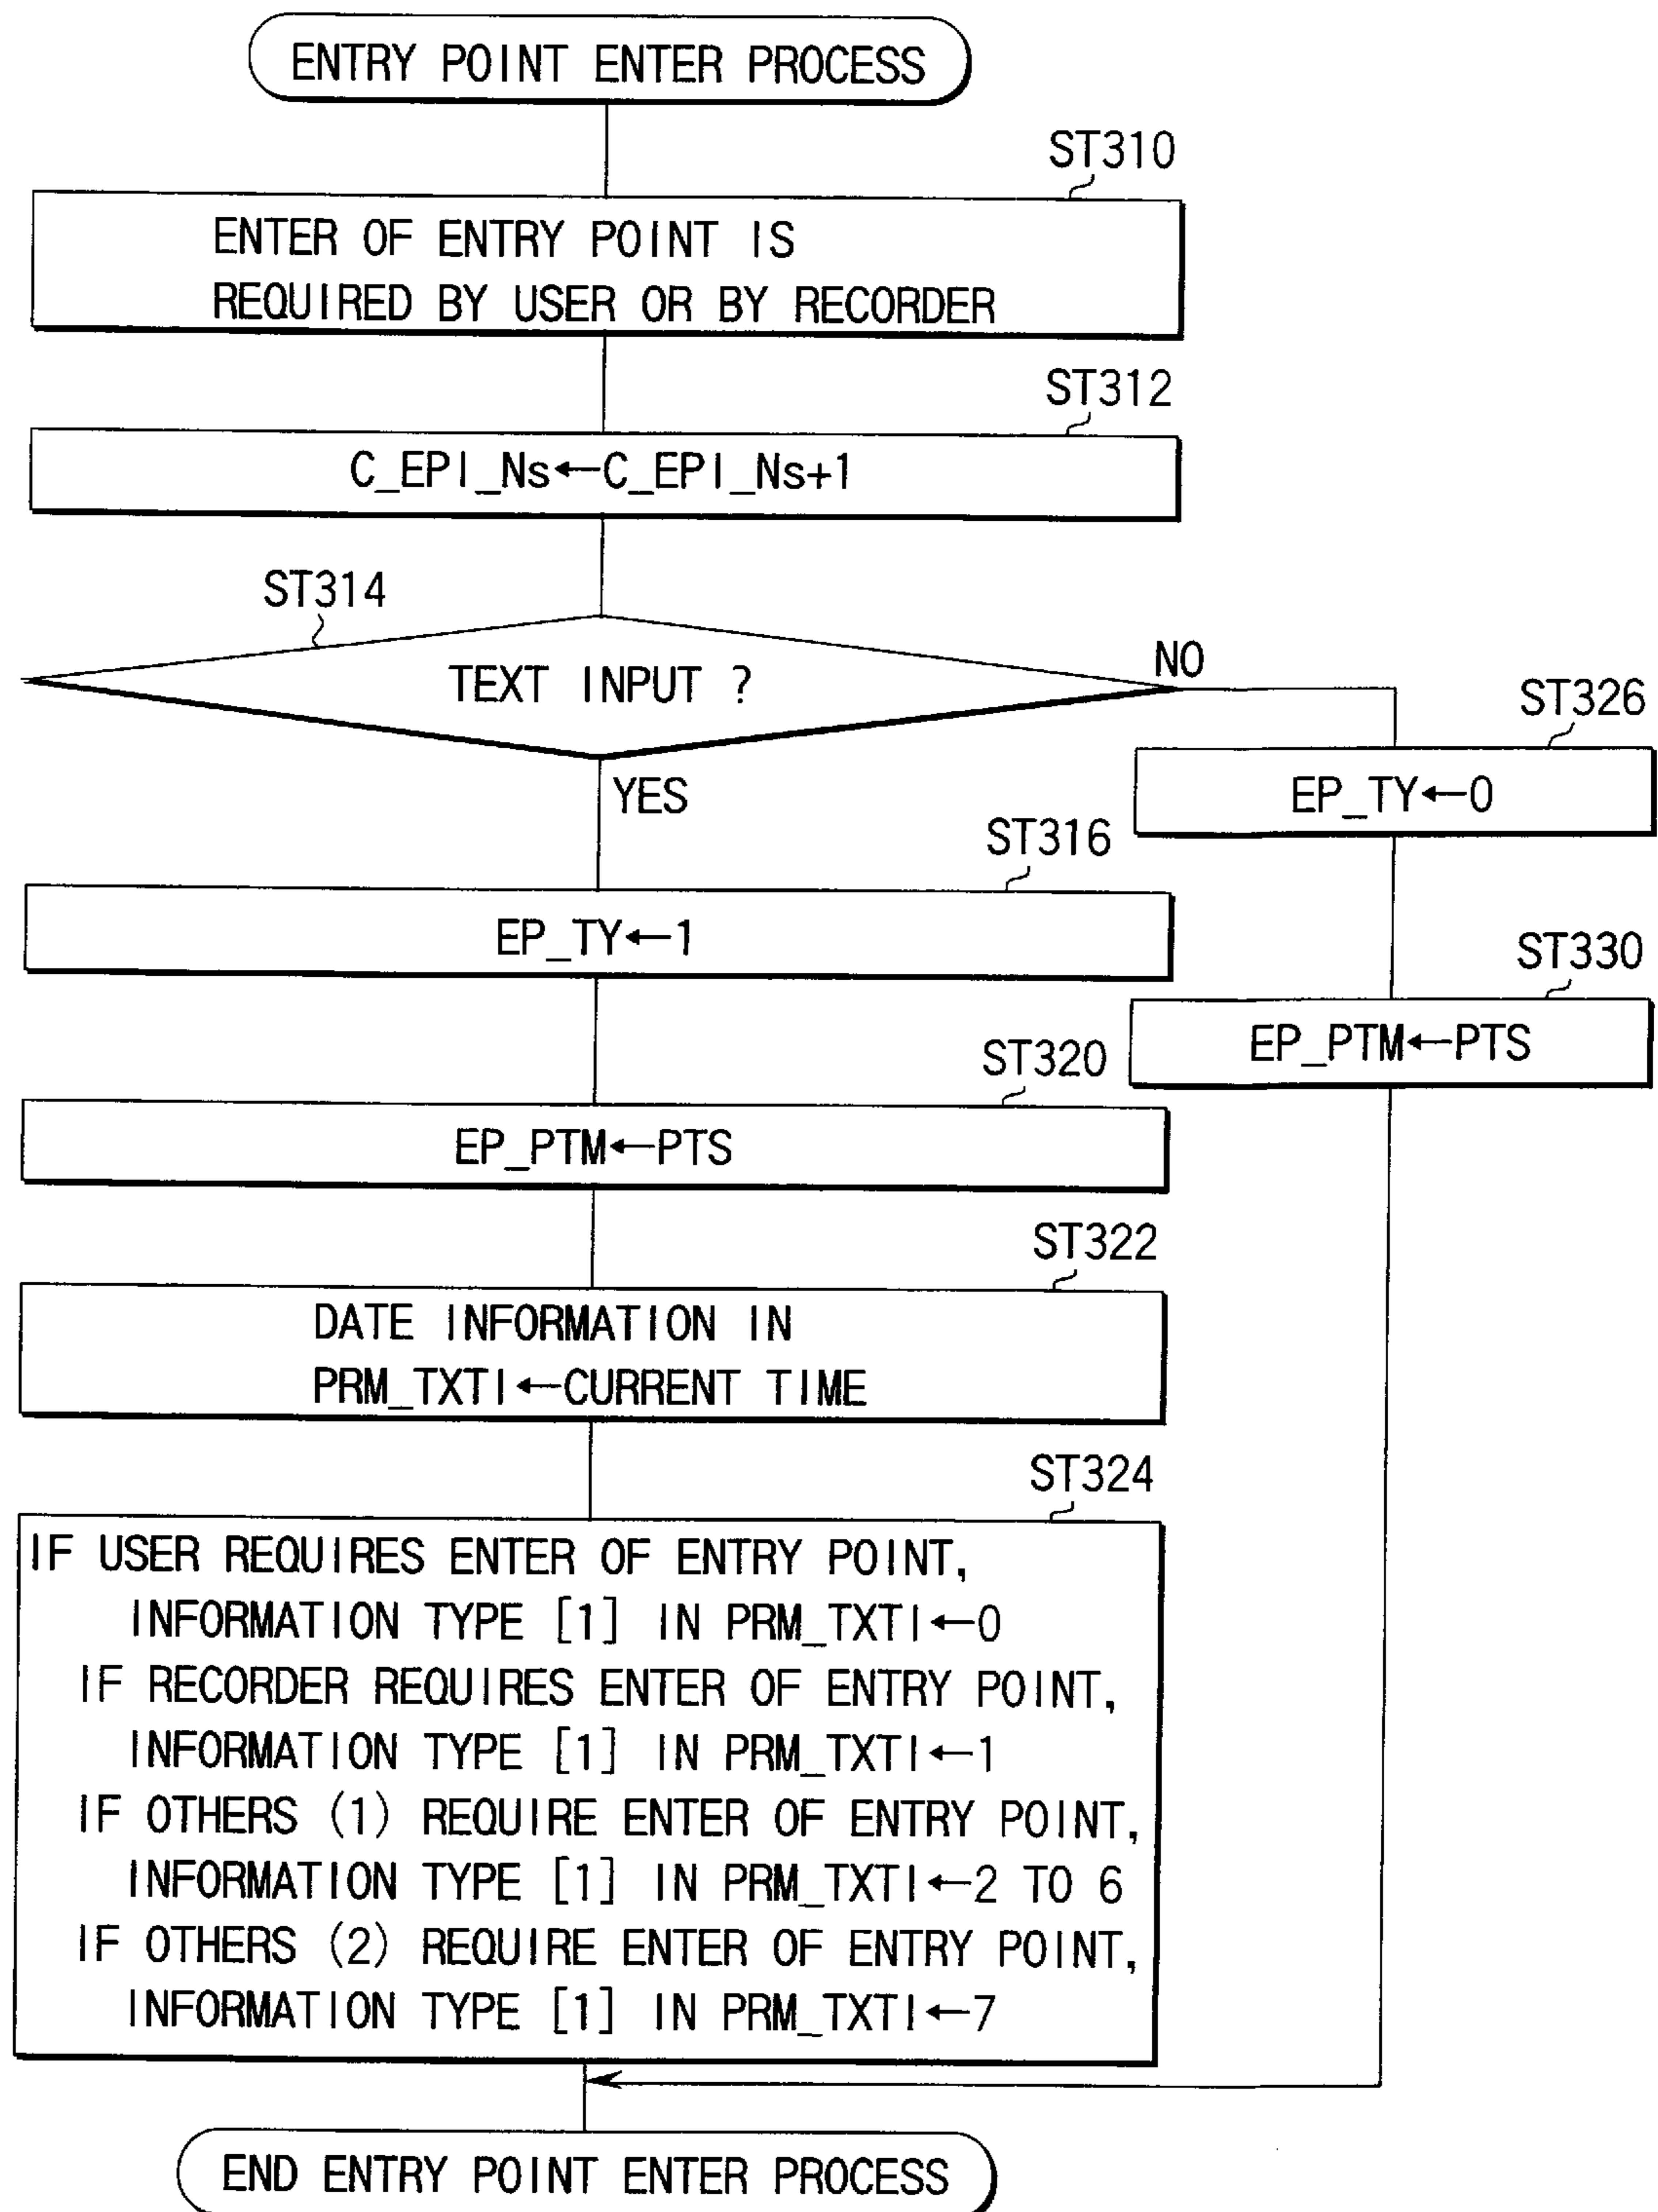 ENTRY POINT ENTER PROCESS
ST310
ENTER OF ENTRY POINT IS
REQUIRED BY USER OR BY RECORDER
ST312
C_EPI_Ns←C_EPI_Ns+1
ST314
TEXT INPUT ?
NO
YES
ST326
EP_TY←0
ST316
EP_TY←1
ST330
EP_PTM←PTS
ST320
EP_PTM←PTS
ST322
DATE INFORMATION IN
PRM_TXTI←CURRENT TIME
ST324
IF USER REQUIRES ENTER OF ENTRY POINT,
INFORMATION TYPE [1] IN PRM_TXTI←0
IF RECORDER REQUIRES ENTER OF ENTRY POINT,
INFORMATION TYPE [1] IN PRM_TXTI←1
IF OTHERS (1) REQUIRE ENTER OF ENTRY POINT,
INFORMATION TYPE [1] IN PRM_TXTI←2 TO 6
IF OTHERS (2) REQUIRE ENTER OF ENTRY POINT,
INFORMATION TYPE [1] IN PRM_TXTI←7
END ENTRY POINT ENTER PROCESS